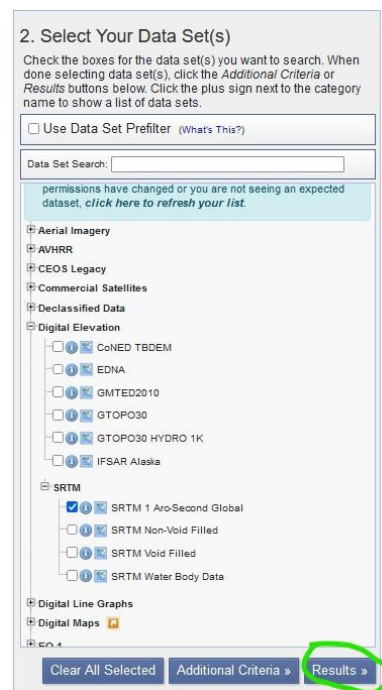 2. Select Your Data Set(s)
Check the boxes for the data set(s) you want to search. When
done selecting data set(s), click the Additional Criteria or
Results buttons below. Click the plus sign next to the category
name to show a list of data sets.
Use Data Set Prefilter (What's This?)
Data Set Search:
permissions have changed or you are not seeing an expected
dataset, click here to refresh your list.
Aerial Imagery
AVHRR
CEOS Legacy
Commercial Satellites
Declassified Data
Digital Elevation
CoNED TBDEM
EDNA
GMTED2010
GTOPO30
GTOPO30 HYDRO 1K
IFSAR Alaska
SRTM
SRTM 1 Arc-Second Global
SRTM Non-Void Filled
SRTM Void Filled
SRTM Water Body Data
Digital Line Graphs
Digital Maps
EO-1
Clear All Selected Additional Criteria » Results »